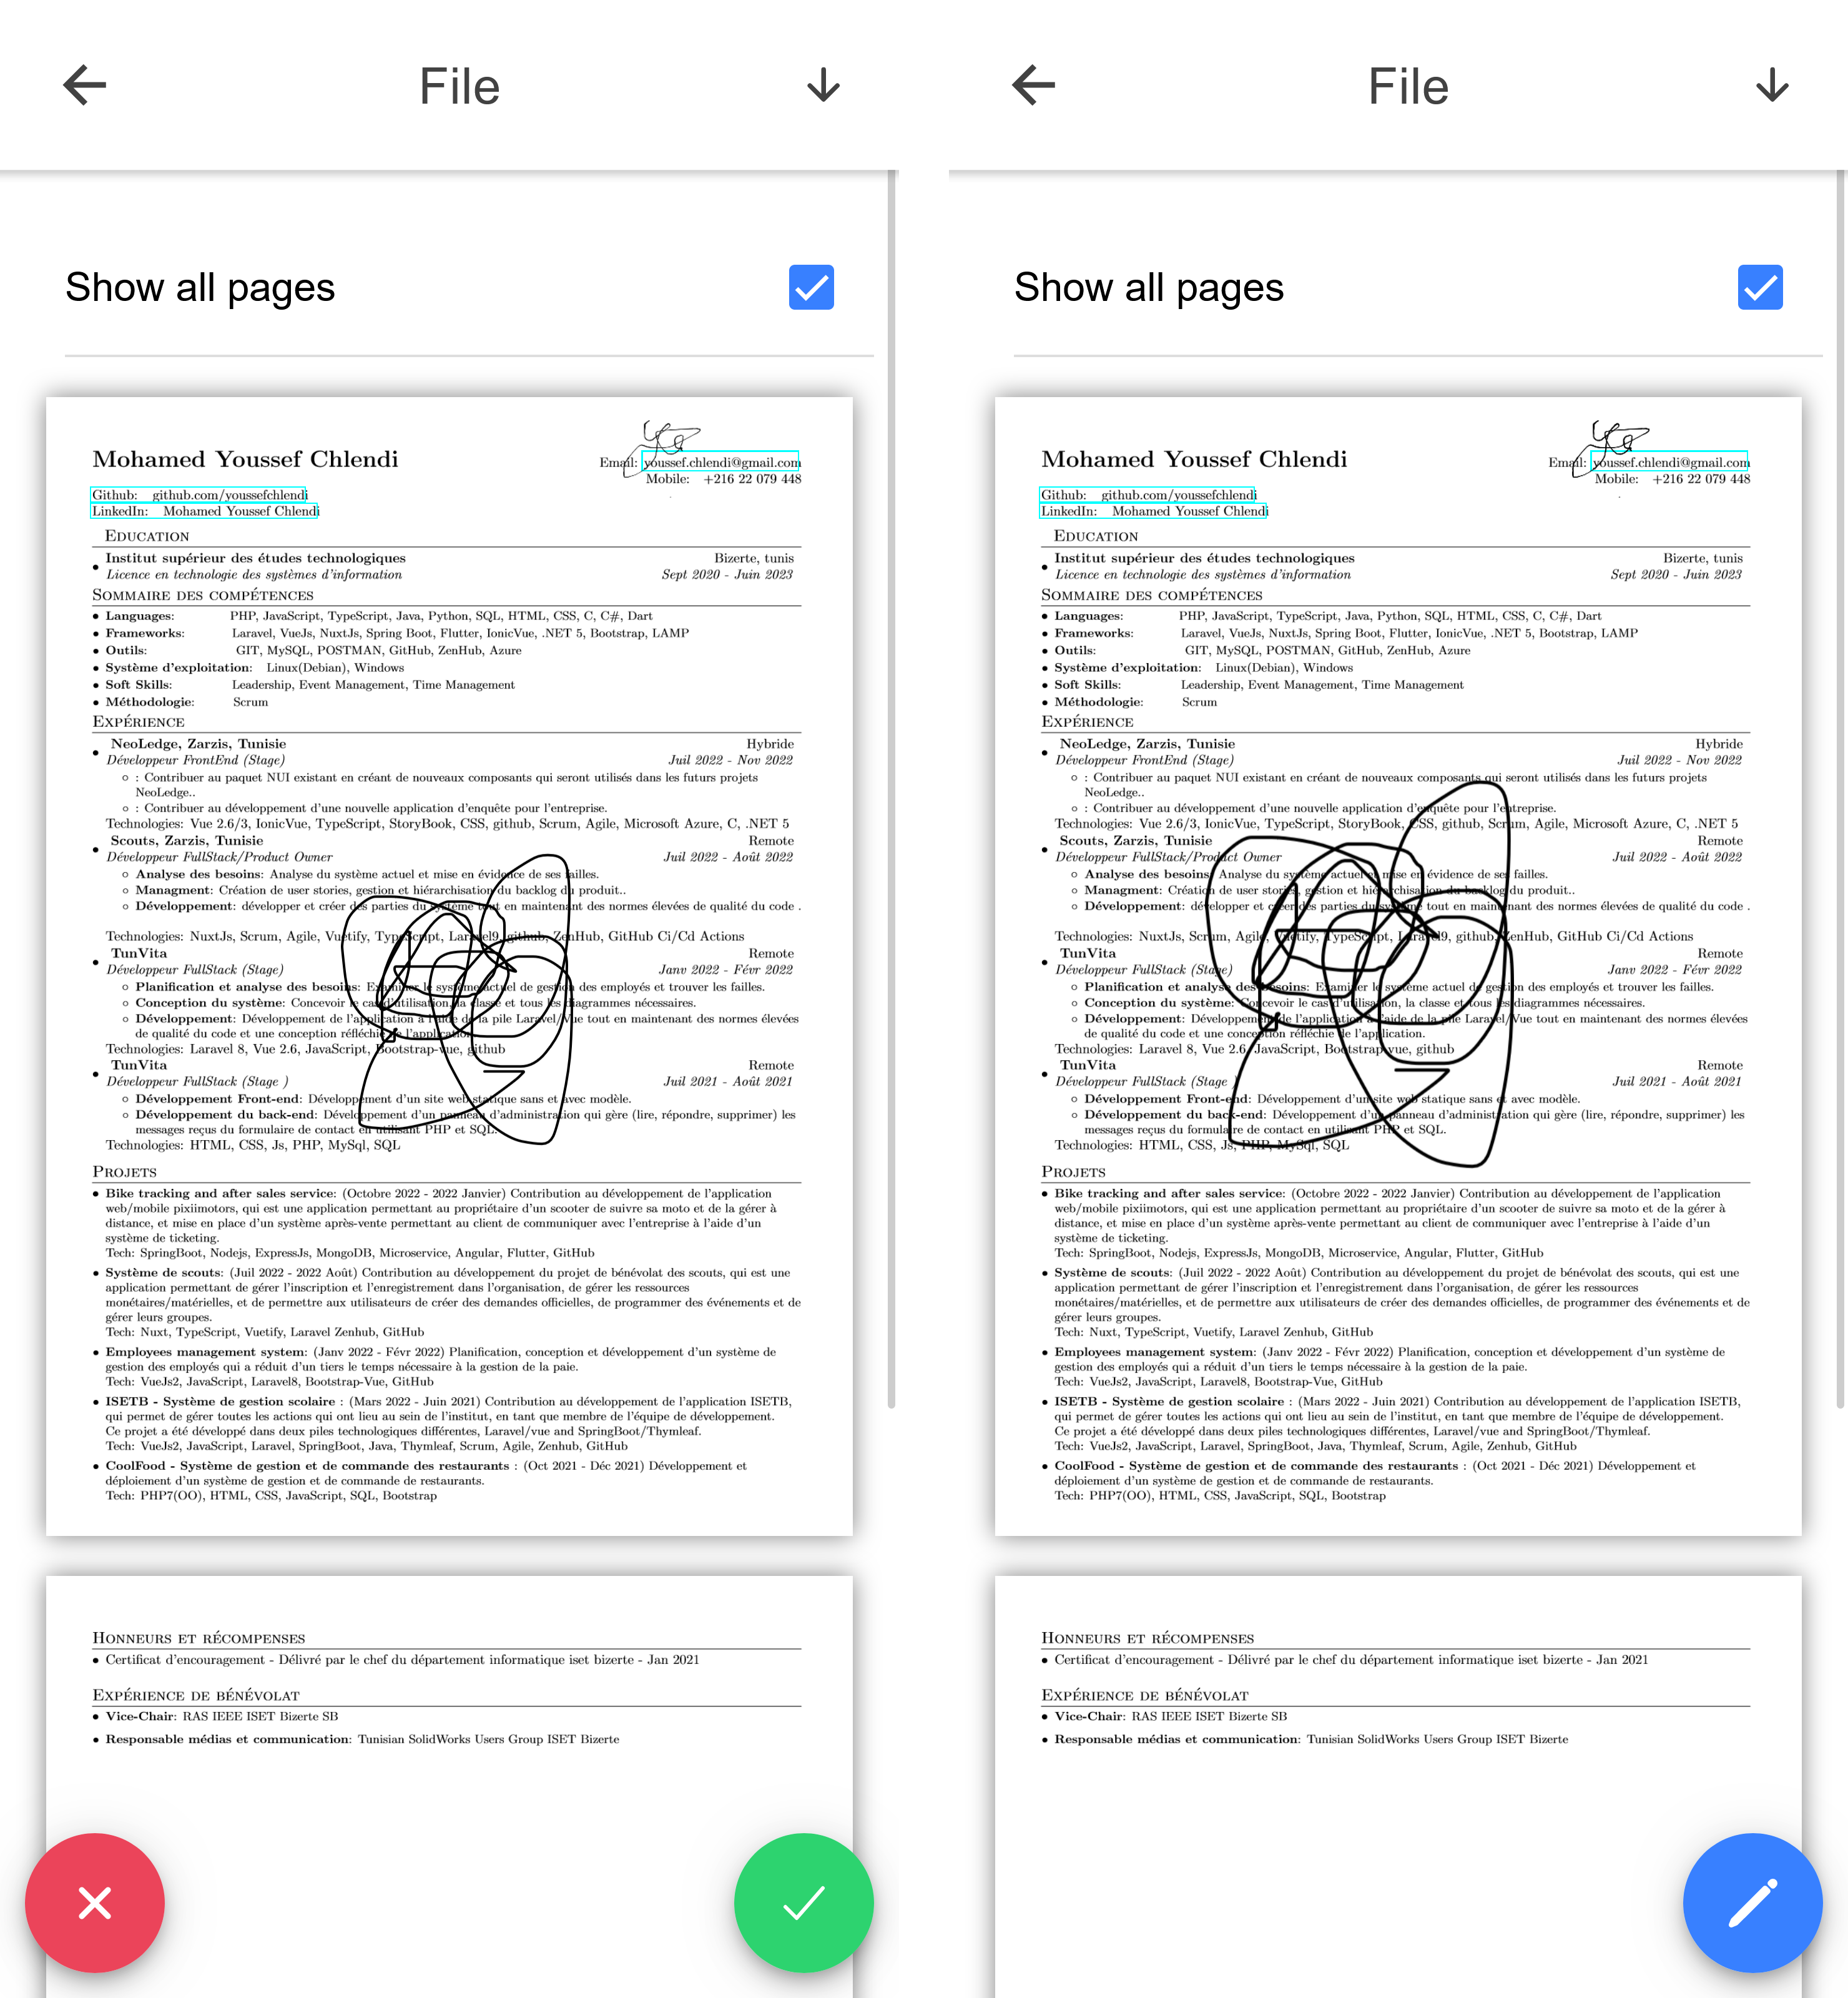 File
Show all pages
Mohamed Youssef Chlendi
Email: youssef.chlendi@gmail.com
Mobile: +216 22 079 448
Github: github.com/youssefchlendi
LinkedIn: Mohamed Youssef Chlendi
Education
Institut supérieur des études technologiques Bizerte, tunis
Licence en technologie des systèmes d'information Sept 2020 - Juin 2023
Sommaire des compétences
• Languages: PHP, JavaScript, TypeScript, Java, Python, SQL, HTML, CSS, C, C#, Dart
• Frameworks: Laravel, VueJs, NuxtJs, Spring Boot, Flutter, IonicVue, .NET 5, Bootstrap, LAMP
• Outils: GIT, MySQL, POSTMAN, GitHub, ZenHub, Azure
• Système d'exploitation: Linux(Debian), Windows
• Soft Skills: Leadership, Event Management, Time Management
• Méthodologie: Scrum
Expérience
• NeoLedge, Zarzis, Tunisie Hybride
Développeur FrontEnd (Stage) Juil 2022 - Nov 2022
◦ : Contribuer au paquet NUI existant en créant de nouveaux composants qui seront utilisés dans les futurs projets
NeoLedge..
◦ : Contribuer au développement d'une nouvelle application d'enquête pour l'entreprise.
Technologies: Vue 2.6/3, IonicVue, TypeScript, StoryBook, CSS, github, Scrum, Agile, Microsoft Azure, C, .NET 5
• Scouts, Zarzis, Tunisie Remote
Développeur FullStack/Product Owner Juil 2022 - Août 2022
◦ Analyse des besoins: Analyse du système actuel et mise en évidence de ses failles.
◦ Managment: Création de user stories, gestion et hiérarchisation du backlog du produit..
◦ Développement: développer et créer des parties du système tout en maintenant des normes élevées de qualité du code .
Technologies: NuxtJs, Scrum, Agile, Vuetify, TypeScript, Laravel9, github, ZenHub, GitHub Ci/Cd Actions
• TunVita Remote
Développeur FullStack (Stage) Janv 2022 - Févr 2022
◦ Planification et analyse des besoins: Examiner le système actuel de gestion des employés et trouver les failles.
◦ Conception du système: Concevoir le cas d'utilisation, la classe et tous les diagrammes nécessaires.
◦ Développement: Développement de l'application à l'aide de la pile Laravel/Vue tout en maintenant des normes élevées
de qualité du code et une conception réfléchie de l'application.
Technologies: Laravel 8, Vue 2.6, JavaScript, Bootstrap-vue, github
• TunVita Remote
Développeur FullStack (Stage ) Juil 2021 - Août 2021
◦ Développement Front-end: Développement d'un site web statique sans et avec modèle.
◦ Développement du back-end: Développement d'un panneau d'administration qui gère (lire, répondre, supprimer) les
messages reçus du formulaire de contact en utilisant PHP et SQL.
Technologies: HTML, CSS, Js, PHP, MySql, SQL
Projets
• Bike tracking and after sales service: (Octobre 2022 - 2022 Janvier) Contribution au développement de l'application
web/mobile pixiimotors, qui est une application permettant au propriétaire d'un scooter de suivre sa moto et de la gérer à
distance, et mise en place d'un système après-vente permettant au client de communiquer avec l'entreprise à l'aide d'un
système de ticketing.
Tech: SpringBoot, Nodejs, ExpressJs, MongoDB, Microservice, Angular, Flutter, GitHub
• Système de scouts: (Juil 2022 - 2022 Août) Contribution au développement du projet de bénévolat des scouts, qui est une
application permettant de gérer l'inscription et l'enregistrement dans l'organisation, de gérer les ressources
monétaires/matérielles, et de permettre aux utilisateurs de créer des demandes officielles, de programmer des événements et de
gérer leurs groupes.
Tech: Nuxt, TypeScript, Vuetify, Laravel Zenhub, GitHub
• Employees management system: (Janv 2022 - Févr 2022) Planification, conception et développement d'un système de
gestion des employés qui a réduit d'un tiers le temps nécessaire à la gestion de la paie.
Tech: VueJs2, JavaScript, Laravel8, Bootstrap-Vue, GitHub
• ISETB - Système de gestion scolaire : (Mars 2022 - Juin 2021) Contribution au développement de l'application ISETB,
qui permet de gérer toutes les actions qui ont lieu au sein de l'institut, en tant que membre de l'équipe de développement.
Ce projet a été développé dans deux piles technologiques différentes, Laravel/vue and SpringBoot/Thymleaf.
Tech: VueJs2, JavaScript, Laravel, SpringBoot, Java, Thymleaf, Scrum, Agile, Zenhub, GitHub
• CoolFood - Système de gestion et de commande des restaurants : (Oct 2021 - Déc 2021) Développement et
déploiement d'un système de gestion et de commande de restaurants.
Tech: PHP7(OO), HTML, CSS, JavaScript, SQL, Bootstrap
Honneurs et récompenses
• Certificat d'encouragement - Délivré par le chef du département informatique iset bizerte - Jan 2021
Expérience de bénévolat
• Vice-Chair: RAS IEEE ISET Bizerte SB
• Responsable médias et communication: Tunisian SolidWorks Users Group ISET Bizerte
File
Show all pages
Mohamed Youssef Chlendi
Email: youssef.chlendi@gmail.com
Mobile: +216 22 079 448
Github: github.com/youssefchlendi
LinkedIn: Mohamed Youssef Chlendi
Education
Institut supérieur des études technologiques Bizerte, tunis
Licence en technologie des systèmes d'information Sept 2020 - Juin 2023
Sommaire des compétences
• Languages: PHP, JavaScript, TypeScript, Java, Python, SQL, HTML, CSS, C, C#, Dart
• Frameworks: Laravel, VueJs, NuxtJs, Spring Boot, Flutter, IonicVue, .NET 5, Bootstrap, LAMP
• Outils: GIT, MySQL, POSTMAN, GitHub, ZenHub, Azure
• Système d'exploitation: Linux(Debian), Windows
• Soft Skills: Leadership, Event Management, Time Management
• Méthodologie: Scrum
Expérience
• NeoLedge, Zarzis, Tunisie Hybride
Développeur FrontEnd (Stage) Juil 2022 - Nov 2022
◦ : Contribuer au paquet NUI existant en créant de nouveaux composants qui seront utilisés dans les futurs projets
NeoLedge..
◦ : Contribuer au développement d'une nouvelle application d'enquête pour l'entreprise.
Technologies: Vue 2.6/3, IonicVue, TypeScript, StoryBook, CSS, github, Scrum, Agile, Microsoft Azure, C, .NET 5
• Scouts, Zarzis, Tunisie Remote
Développeur FullStack/Product Owner Juil 2022 - Août 2022
◦ Analyse des besoins: Analyse du système actuel et mise en évidence de ses failles.
◦ Managment: Création de user stories, gestion et hiérarchisation du backlog du produit..
◦ Développement: développer et créer des parties du système tout en maintenant des normes élevées de qualité du code .
Technologies: NuxtJs, Scrum, Agile, Vuetify, TypeScript, Laravel9, github, ZenHub, GitHub Ci/Cd Actions
• TunVita Remote
Développeur FullStack (Stage) Janv 2022 - Févr 2022
◦ Planification et analyse des besoins: Examiner le système actuel de gestion des employés et trouver les failles.
◦ Conception du système: Concevoir le cas d'utilisation, la classe et tous les diagrammes nécessaires.
◦ Développement: Développement de l'application à l'aide de la pile Laravel/Vue tout en maintenant des normes élevées
de qualité du code et une conception réfléchie de l'application.
Technologies: Laravel 8, Vue 2.6, JavaScript, Bootstrap-vue, github
• TunVita Remote
Développeur FullStack (Stage ) Juil 2021 - Août 2021
◦ Développement Front-end: Développement d'un site web statique sans et avec modèle.
◦ Développement du back-end: Développement d'un panneau d'administration qui gère (lire, répondre, supprimer) les
messages reçus du formulaire de contact en utilisant PHP et SQL.
Technologies: HTML, CSS, Js, PHP, MySql, SQL
Projets
• Bike tracking and after sales service: (Octobre 2022 - 2022 Janvier) Contribution au développement de l'application
web/mobile pixiimotors, qui est une application permettant au propriétaire d'un scooter de suivre sa moto et de la gérer à
distance, et mise en place d'un système après-vente permettant au client de communiquer avec l'entreprise à l'aide d'un
système de ticketing.
Tech: SpringBoot, Nodejs, ExpressJs, MongoDB, Microservice, Angular, Flutter, GitHub
• Système de scouts: (Juil 2022 - 2022 Août) Contribution au développement du projet de bénévolat des scouts, qui est une
application permettant de gérer l'inscription et l'enregistrement dans l'organisation, de gérer les ressources
monétaires/matérielles, et de permettre aux utilisateurs de créer des demandes officielles, de programmer des événements et de
gérer leurs groupes.
Tech: Nuxt, TypeScript, Vuetify, Laravel Zenhub, GitHub
• Employees management system: (Janv 2022 - Févr 2022) Planification, conception et développement d'un système de
gestion des employés qui a réduit d'un tiers le temps nécessaire à la gestion de la paie.
Tech: VueJs2, JavaScript, Laravel8, Bootstrap-Vue, GitHub
• ISETB - Système de gestion scolaire : (Mars 2022 - Juin 2021) Contribution au développement de l'application ISETB,
qui permet de gérer toutes les actions qui ont lieu au sein de l'institut, en tant que membre de l'équipe de développement.
Ce projet a été développé dans deux piles technologiques différentes, Laravel/vue and SpringBoot/Thymleaf.
Tech: VueJs2, JavaScript, Laravel, SpringBoot, Java, Thymleaf, Scrum, Agile, Zenhub, GitHub
• CoolFood - Système de gestion et de commande des restaurants : (Oct 2021 - Déc 2021) Développement et
déploiement d'un système de gestion et de commande de restaurants.
Tech: PHP7(OO), HTML, CSS, JavaScript, SQL, Bootstrap
Honneurs et récompenses
• Certificat d'encouragement - Délivré par le chef du département informatique iset bizerte - Jan 2021
Expérience de bénévolat
• Vice-Chair: RAS IEEE ISET Bizerte SB
• Responsable médias et communication: Tunisian SolidWorks Users Group ISET Bizerte